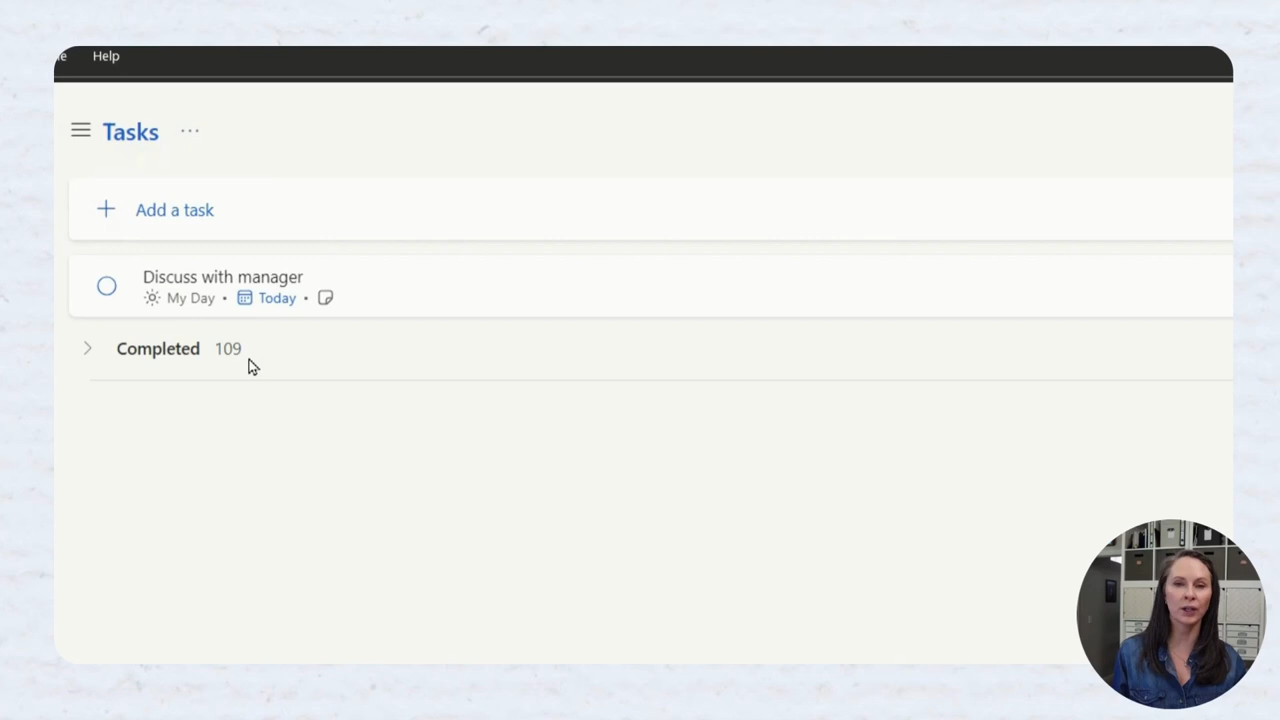 Help
Tasks
Add a task
Discuss with manager
My Day • Today •
Completed 109